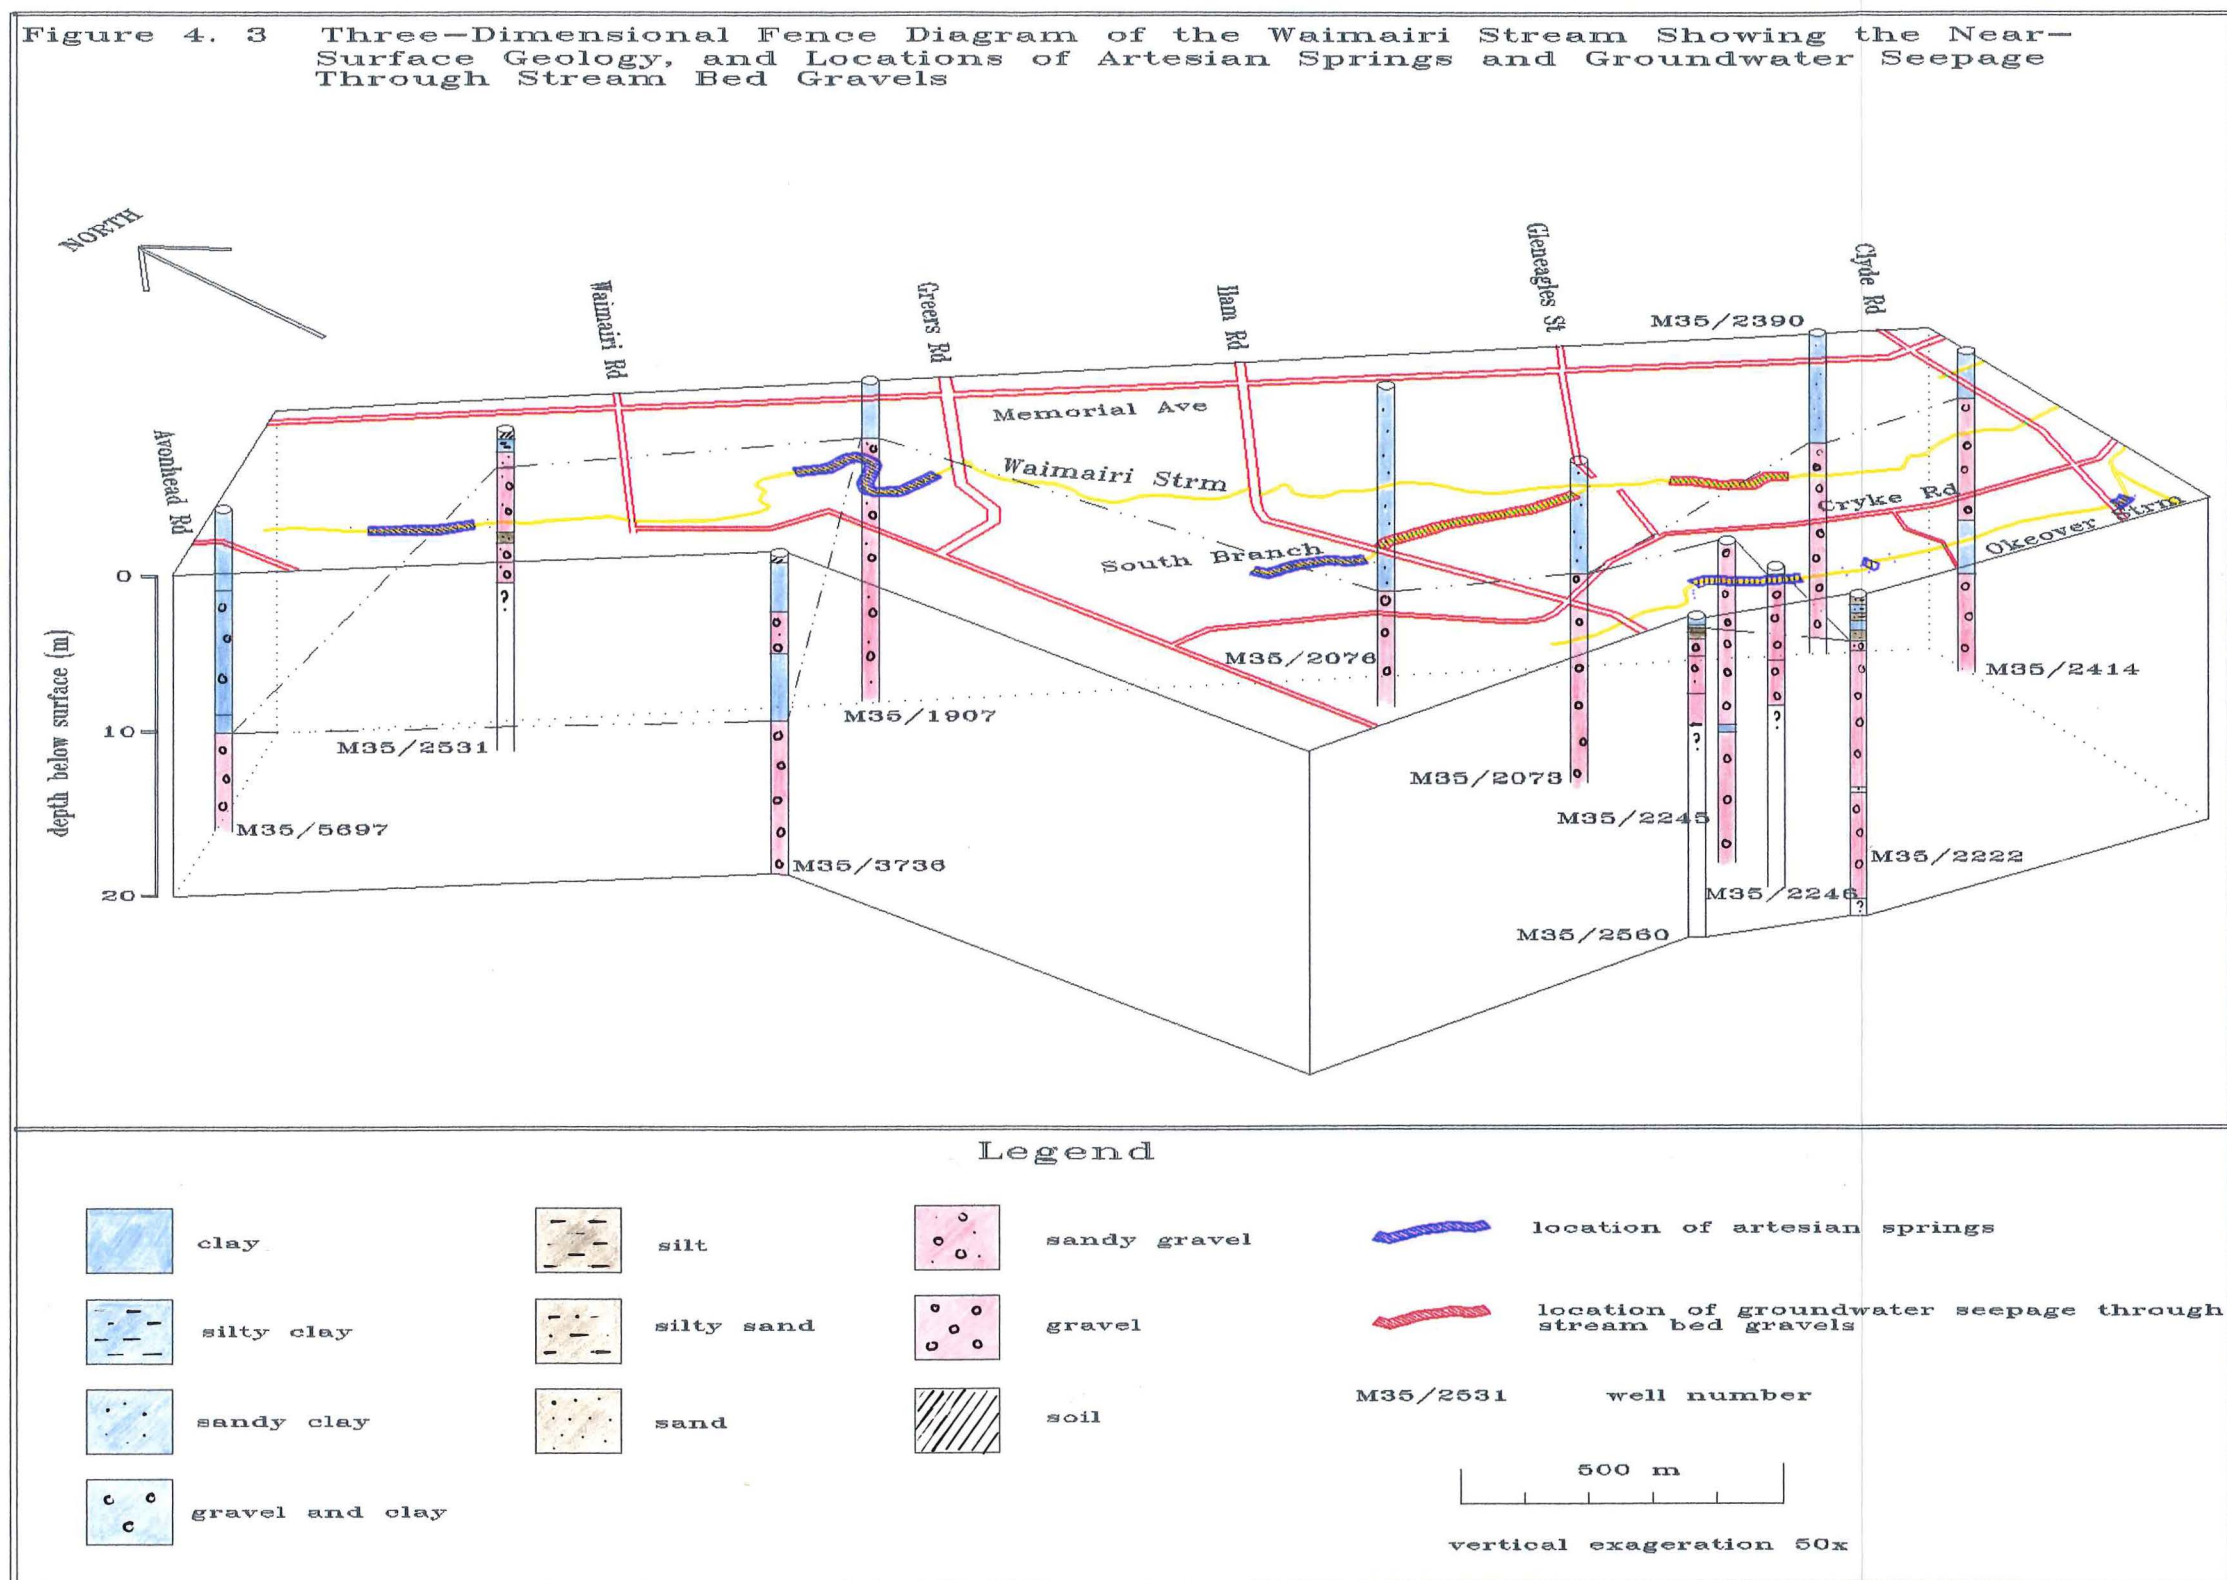 Figure 4. 3 Three-Dimensional Fence Diagram of the Waimairi Stream Showing the Near-
Surface Geology, and Locations of Artesian Springs and Groundwater Seepage
Through Stream Bed Gravels
NORTH
Avonhead Rd
Waimairi Rd
Greers Rd
Ham Rd
Gleneagles St
Clyde Rd
M35/2390
Memorial Ave
Waimairi Strm
South Branch
Cryke Rd
Okeover Strm
depth below surface (m)
0
10
20
?
?
?
?
M35/5697
M35/2531
M35/3736
M35/1907
M35/2076
M35/2073
M35/2245
M35/2246
M35/2560
M35/2222
M35/2414
Legend
clay
silty clay
sandy clay
gravel and clay
silt
silty sand
sand
sandy gravel
gravel
soil
location of artesian springs
location of groundwater seepage through
stream bed gravels
M35/2531 well number
500 m
vertical exageration 50x